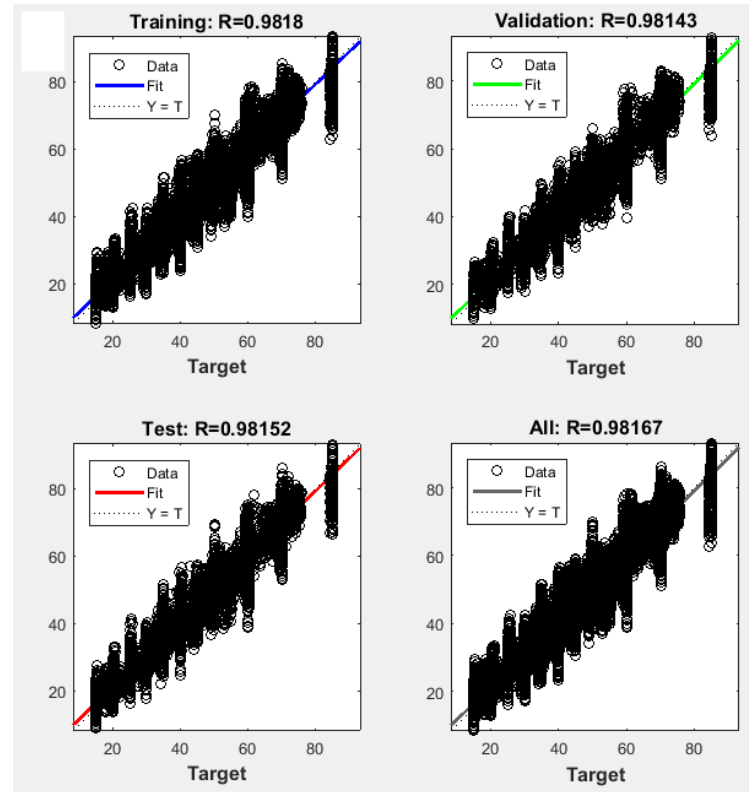 Training: R=0.9818
Data
Fit
Y = T
80
60
40
20
20 40 60 80
Target
Validation: R=0.98143
Data
Fit
Y = T
80
60
40
20
20 40 60 80
Target
Test: R=0.98152
Data
Fit
Y = T
80
60
40
20
20 40 60 80
Target
All: R=0.98167
Data
Fit
Y = T
80
60
40
20
20 40 60 80
Target